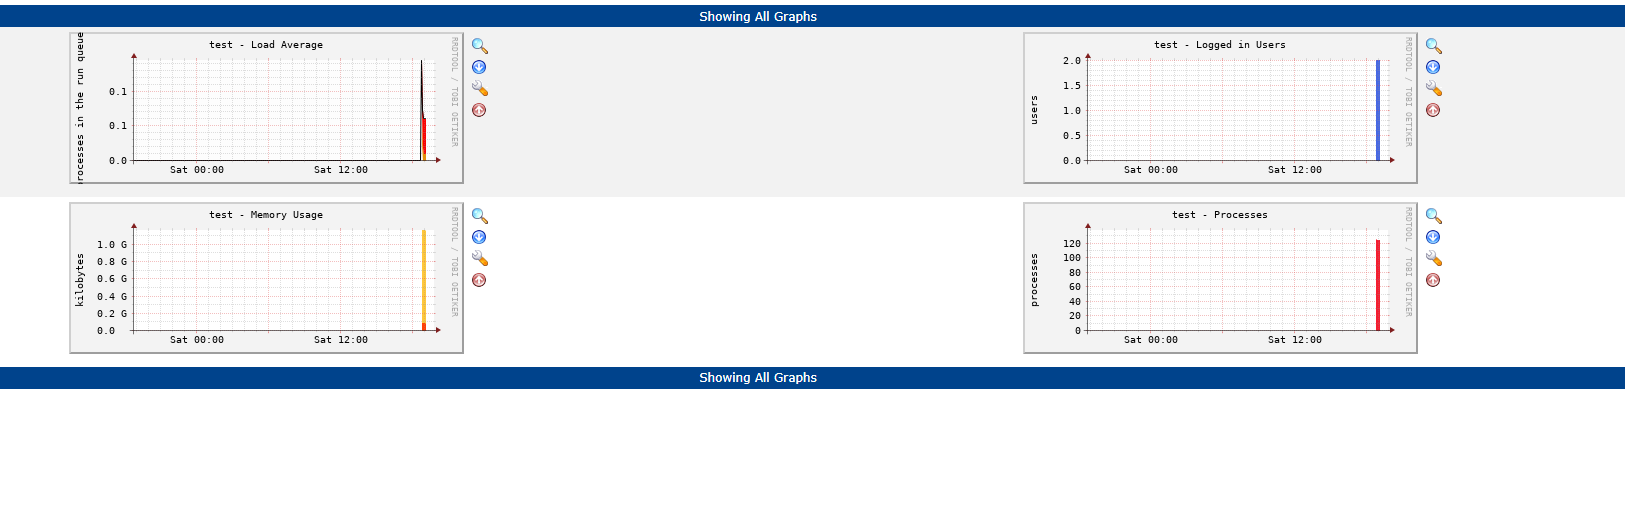 Showing All Graphs
test - Load Average
rocesses in the run queue
0.1
0.1
0.0
Sat 00:00 Sat 12:00
RRDTOOL / TOBI OETIKER
test - Logged in Users
users
2.0
1.5
1.0
0.5
0.0
Sat 00:00 Sat 12:00
RRDTOOL / TOBI OETIKER
test - Memory Usage
kilobytes
1.0 G
0.8 G
0.6 G
0.4 G
0.2 G
0.0
Sat 00:00 Sat 12:00
RRDTOOL / TOBI OETIKER
test - Processes
processes
120
100
80
60
40
20
0
Sat 00:00 Sat 12:00
RRDTOOL / TOBI OETIKER
Showing All Graphs